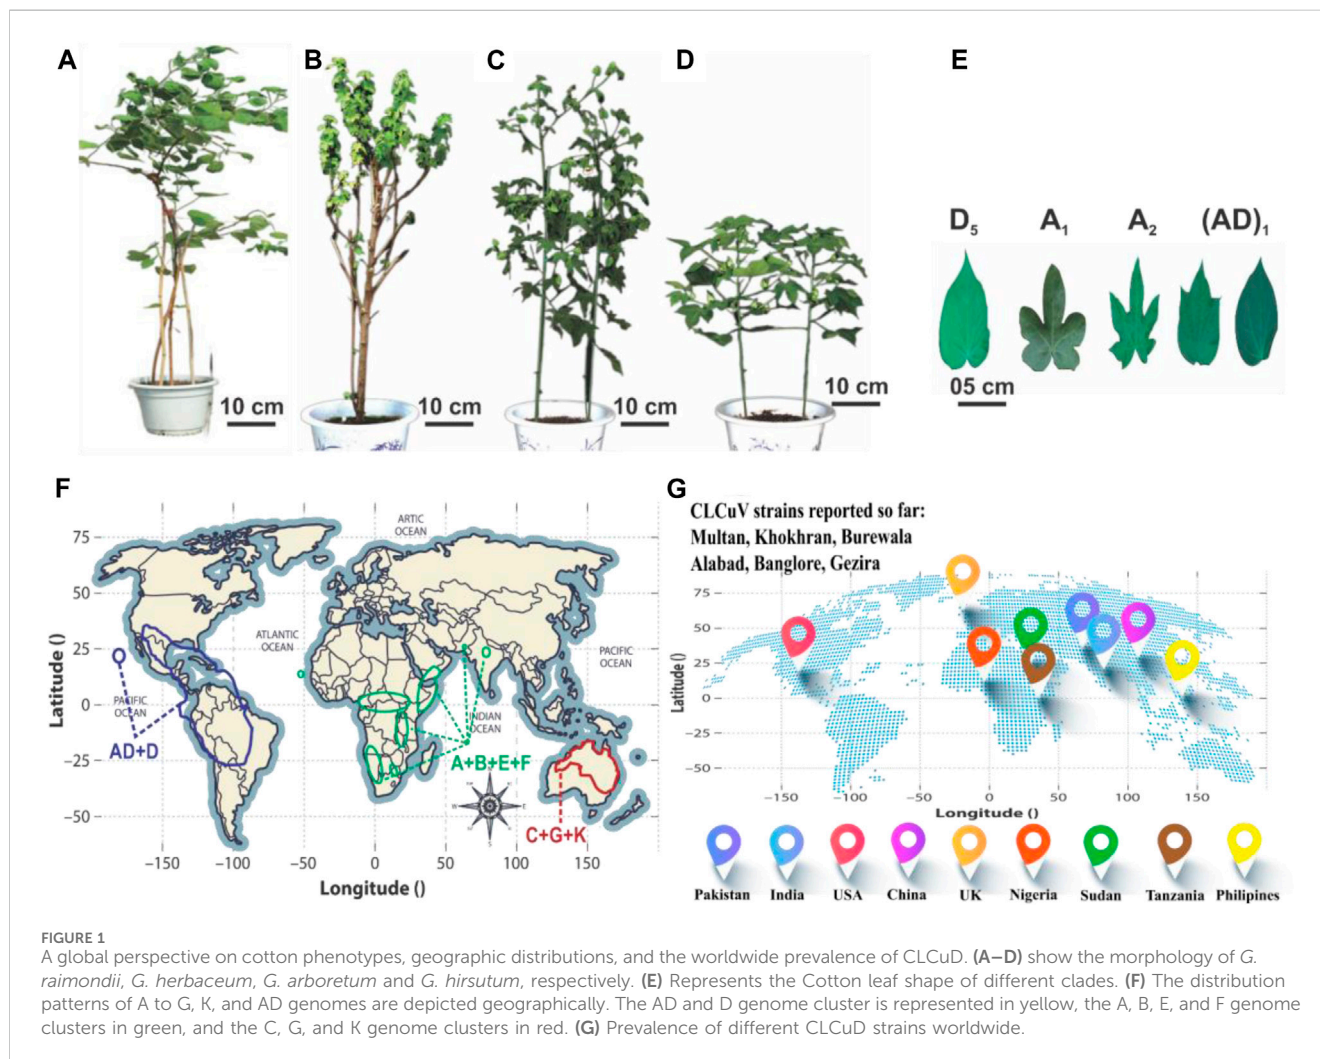 A
B
C
D
E
10 cm
10 cm
10 cm
10 cm
D5
A1
A2
(AD)1
05 cm
F
ARTIC
OCEAN
ATLANTIC
OCEAN
PACIFIC
OCEAN
PACIFIC
OCEAN
INDIAN
OCEAN
AD+D
A+B+E+F
C+G+K
N
W
E
S
75
50
25
0
−25
−50
Latitude ()
−150
−100
−50
0
50
100
150
Longitude ()
G
CLCuV strains reported so far:
Multan, Khokhran, Burewala
Alabad, Banglore, Gezira
75
50
25
0
−25
−50
Latitude ()
−150
−100
−50
0
50
100
150
Longitude ()
Pakistan
India
USA
China
UK
Nigeria
Sudan
Tanzania
Philipines
FIGURE 1
A global perspective on cotton phenotypes, geographic distributions, and the worldwide prevalence of CLCuD. (A–D) show the morphology of G.
raimondii, G. herbaceum, G. arboretum and G. hirsutum, respectively. (E) Represents the Cotton leaf shape of different clades. (F) The distribution
patterns of A to G, K, and AD genomes are depicted geographically. The AD and D genome cluster is represented in yellow, the A, B, E, and F genome
clusters in green, and the C, G, and K genome clusters in red. (G) Prevalence of different CLCuD strains worldwide.